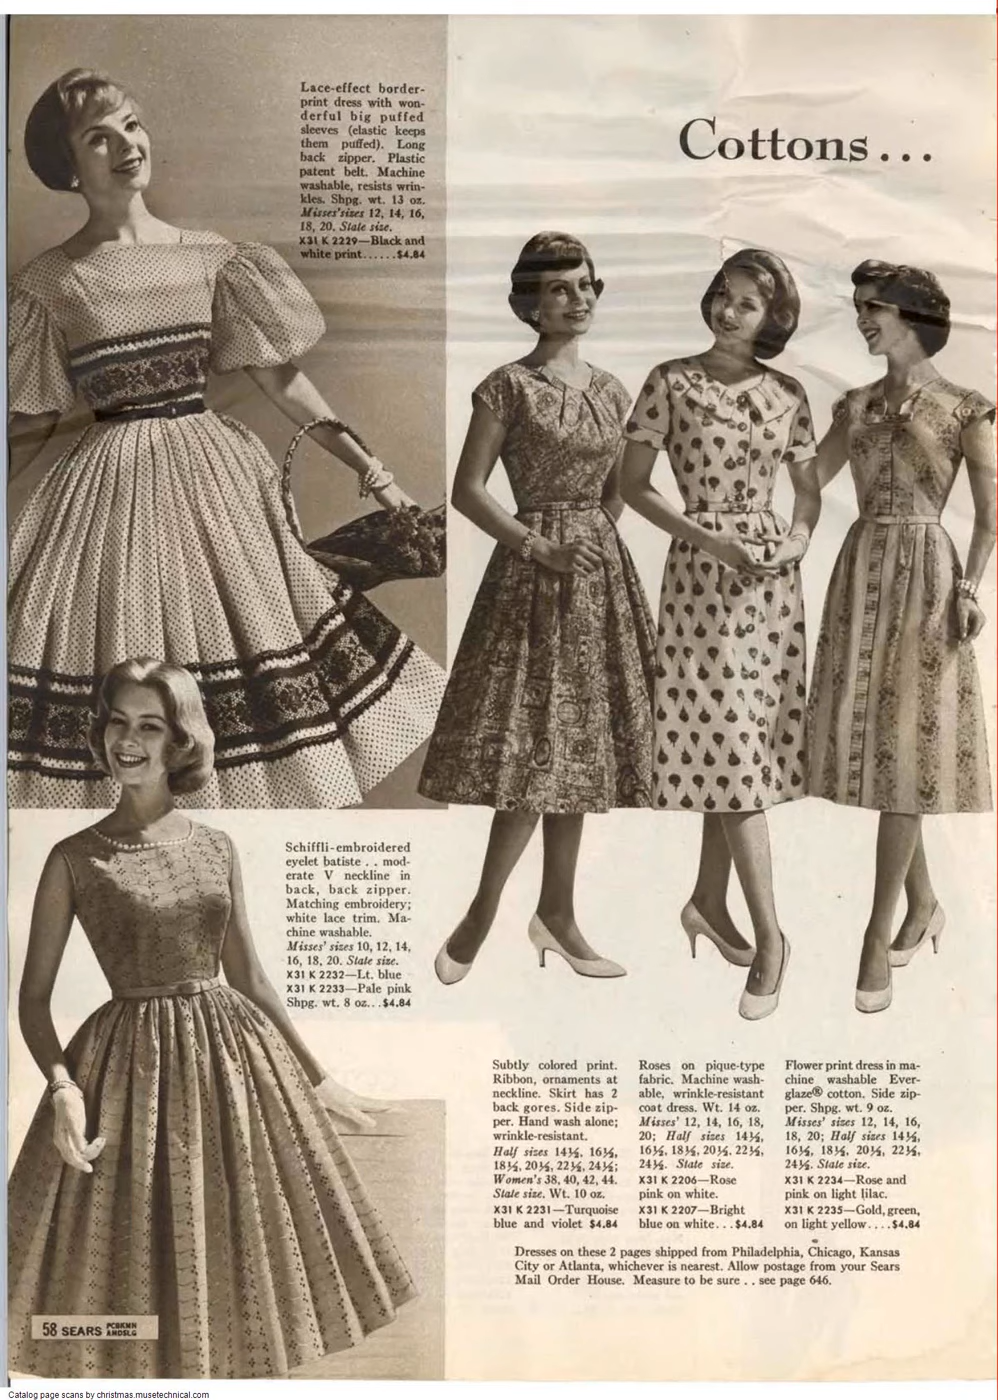 Lace-effect border-
print dress with won-
derful big puffed
sleeves (elastic keeps
them puffed). Long
back zipper. Plastic
patent belt. Machine
washable, resists wrin-
kles. Shpg. wt. 13 oz.
Misses' sizes 12, 14, 16,
18, 20. State size.
X31 K 2229—Black and
white print......$4.84
Cottons...
Schiffli-embroidered
eyelet batiste . . mod-
erate V neckline in
back, back zipper.
Matching embroidery;
white lace trim. Ma-
chine washable.
Misses' sizes 10, 12, 14,
16, 18, 20. State size.
X31 K 2232—Lt. blue
X31 K 2233—Pale pink
Shpg. wt. 8 oz...$4.84
Subtly colored print.
Ribbon, ornaments at
neckline. Skirt has 2
back gores. Side zip-
per. Hand wash alone;
wrinkle-resistant.
Half sizes 14½, 16½,
18½, 20½, 22½, 24½;
Women's 38, 40, 42, 44.
State size. Wt. 10 oz.
X31 K 2231—Turquoise
blue and violet $4.84
Roses on pique-type
fabric. Machine wash-
able, wrinkle-resistant
coat dress. Wt. 14 oz.
Misses' 12, 14, 16, 18,
20; Half sizes 14½,
16½, 18½, 20½, 22½,
24½. State size.
X31 K 2206—Rose
pink on white.
X31 K 2207—Bright
blue on white...$4.84
Flower print dress in ma-
chine washable Ever-
glaze® cotton. Side zip-
per. Shpg. wt. 9 oz.
Misses' sizes 12, 14, 16,
18, 20; Half sizes 14½,
16½, 18½, 20½, 22½,
24½. State size.
X31 K 2234—Rose and
pink on light lilac.
X31 K 2235—Gold, green,
on light yellow....$4.84
Dresses on these 2 pages shipped from Philadelphia, Chicago, Kansas
City or Atlanta, whichever is nearest. Allow postage from your Sears
Mail Order House. Measure to be sure . . see page 646.
58 SEARS PCBKMN
AMDSLG
Catalog page scans by christmas.musetechnical.com